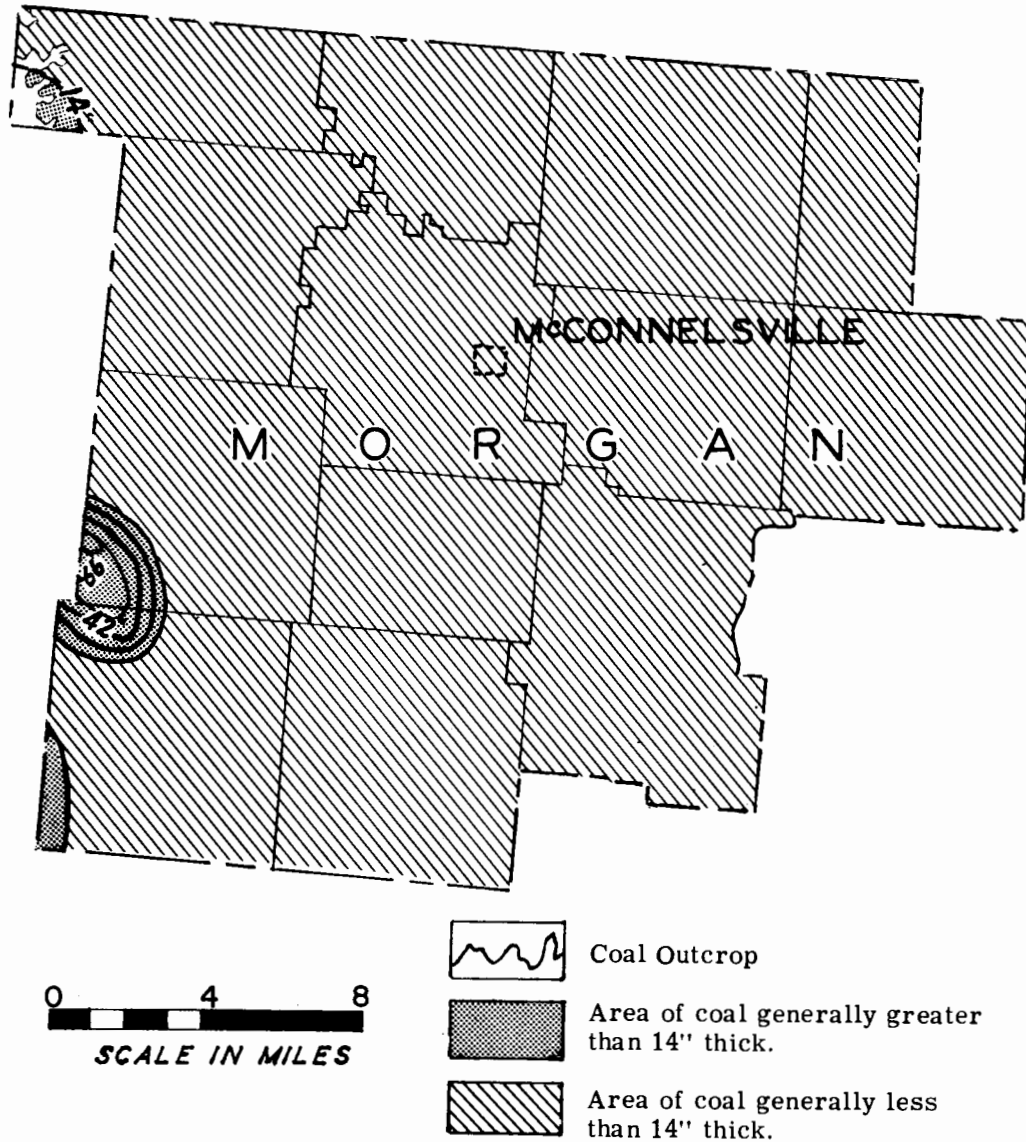 14"
McCONNELSVILLE
M O R G A N
66
42
0 4 8
SCALE IN MILES
Coal Outcrop
Area of coal generally greater
than 14" thick.
Area of coal generally less
than 14" thick.